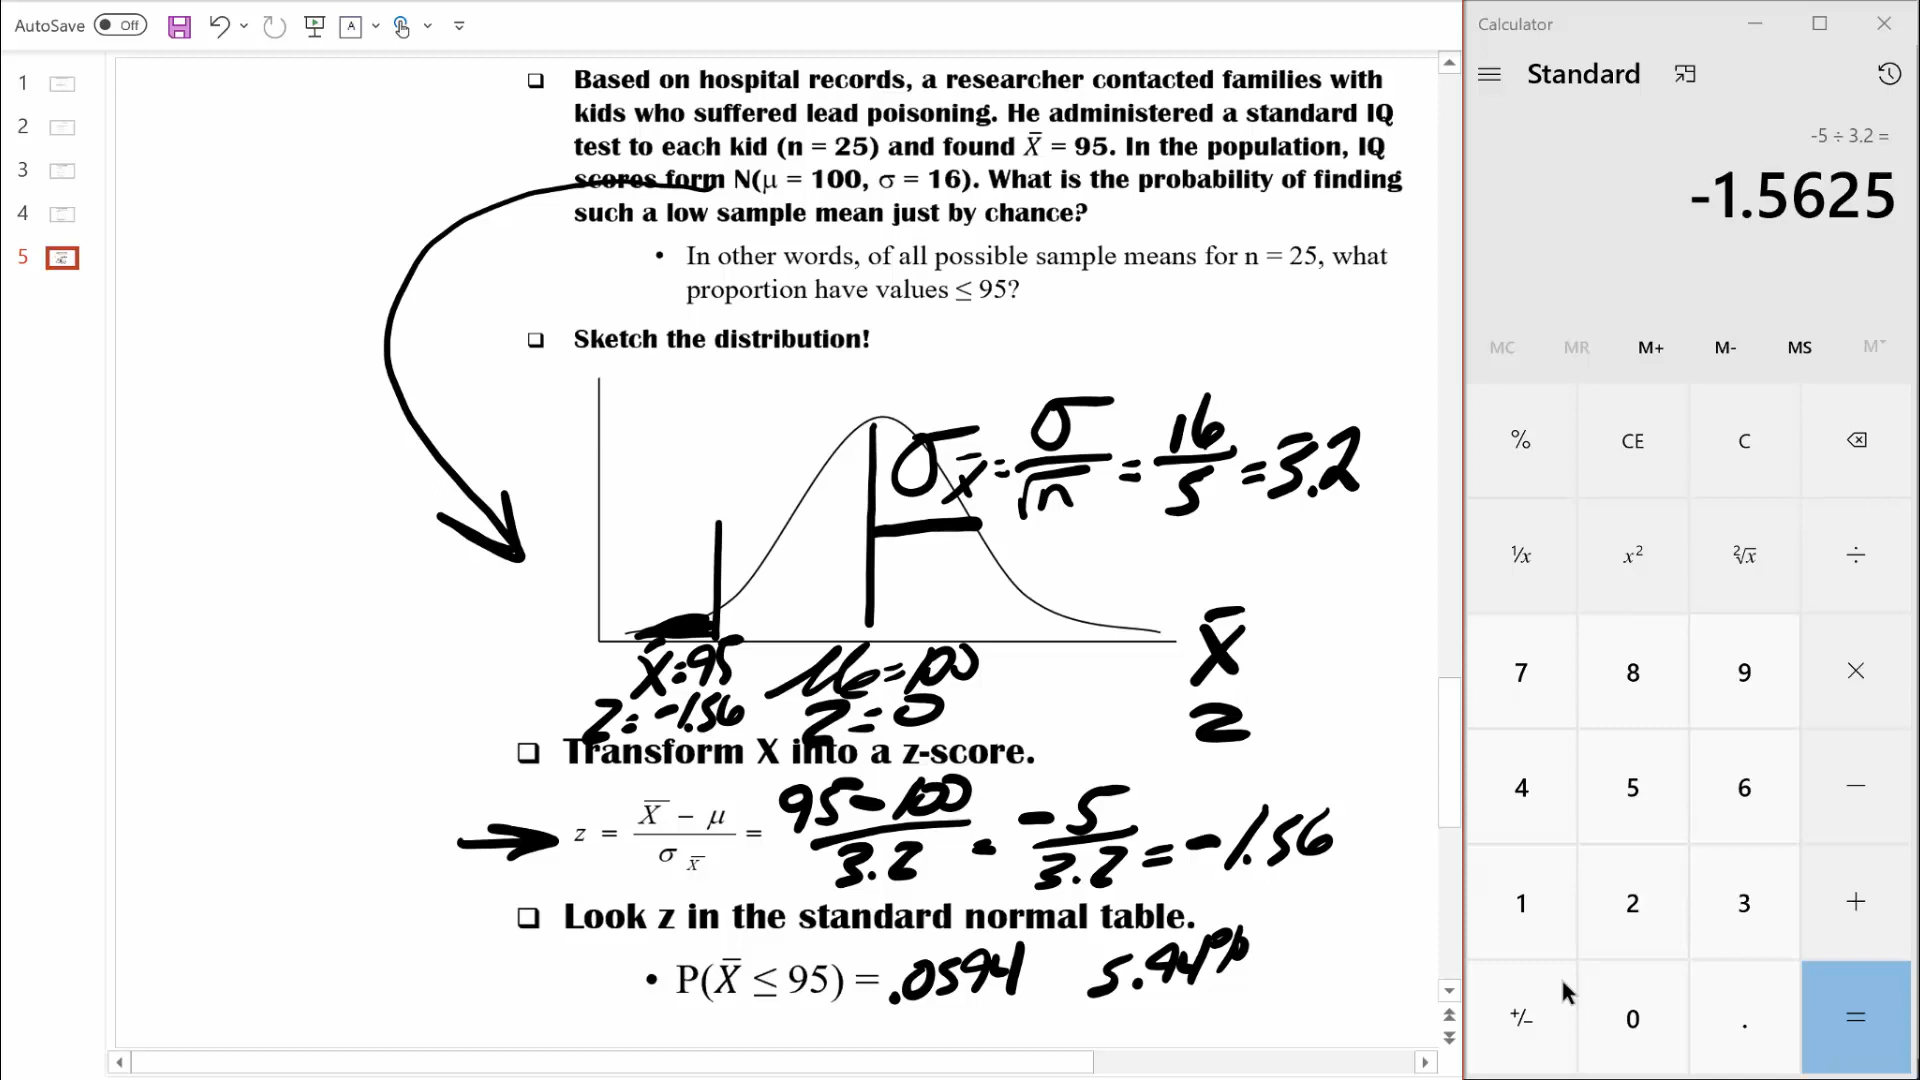 AutoSave Off A
1
2
3
4
5
❑ Based on hospital records, a researcher contacted families with
kids who suffered lead poisoning. He administered a standard IQ
test to each kid (n = 25) and found X̄ = 95. In the population, IQ
scores form N(μ = 100, σ = 16). What is the probability of finding
such a low sample mean just by chance?
• In other words, of all possible sample means for n = 25, what
proportion have values ≤ 95?
❑ Sketch the distribution!
σx̄ = σ/√n = 16/5 = 3.2
X̄ = 95 μ = 100 X̄
Z = -1.56 Z = 0 Z
❑ Transform X into a z-score.
z = (X̄ − μ)/σX̄ = 95-100/3.2 = -5/3.2 = -1.56
❑ Look z in the standard normal table.
• P(X̄ ≤ 95) = .0594 5.94%
Calculator
Standard
-5 ÷ 3.2 =
-1.5625
MC MR M+ M- MS M˅
% CE C
1/x x² ²√x ÷
7 8 9 ×
4 5 6 −
1 2 3 +
+/− 0 . =